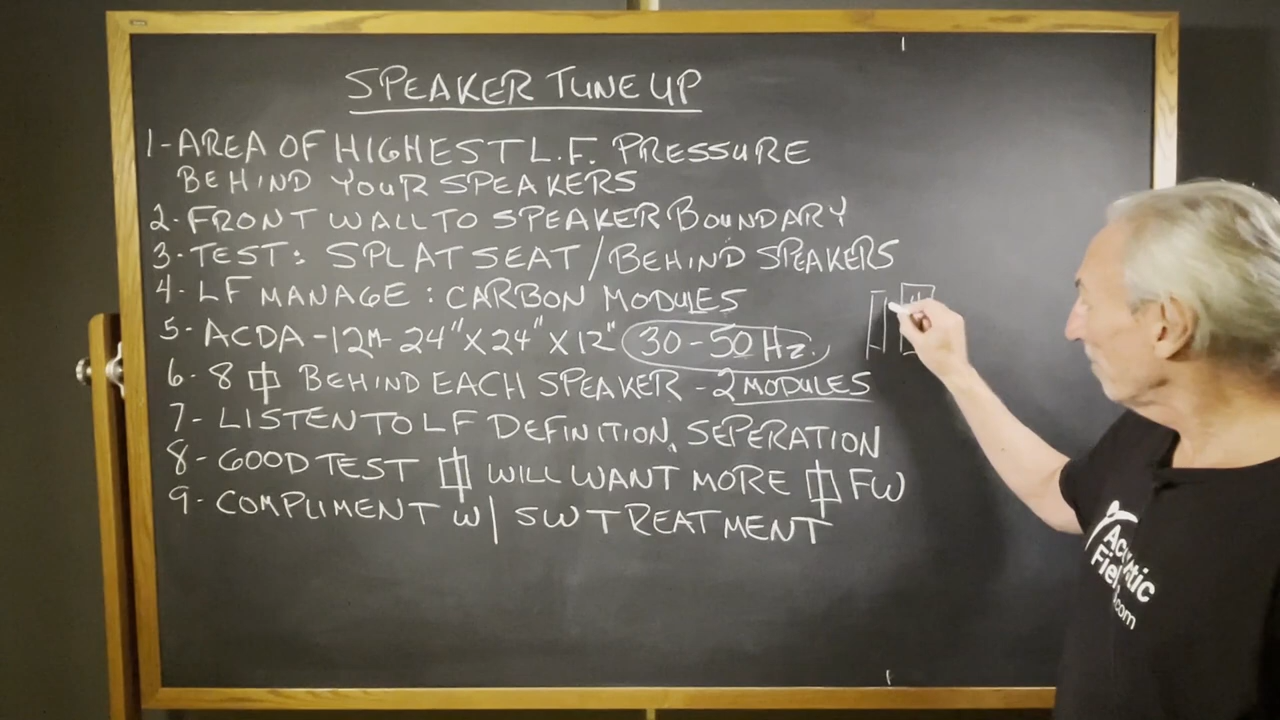 SPEAKER TUNE UP
1-AREA OF HIGHEST L.F. PRESSURE
BEHIND YOUR SPEAKERS
2-FRONT WALL TO SPEAKER BOUNDARY
3-TEST: SPL AT SEAT / BEHIND SPEAKERS
4-LF MANAGE: CARBON MODULES
5-ACDA-12M-24"X24"X12" 30-50 Hz.
6-8 BEHIND EACH SPEAKER-2 MODULES
7-LISTEN TO LF DEFINITION, SEPERATION
8-GOOD TEST WILL WANT MORE FW
9-COMPLIMENT W/ SW TREATMENT
Acoustic
Fields
.com